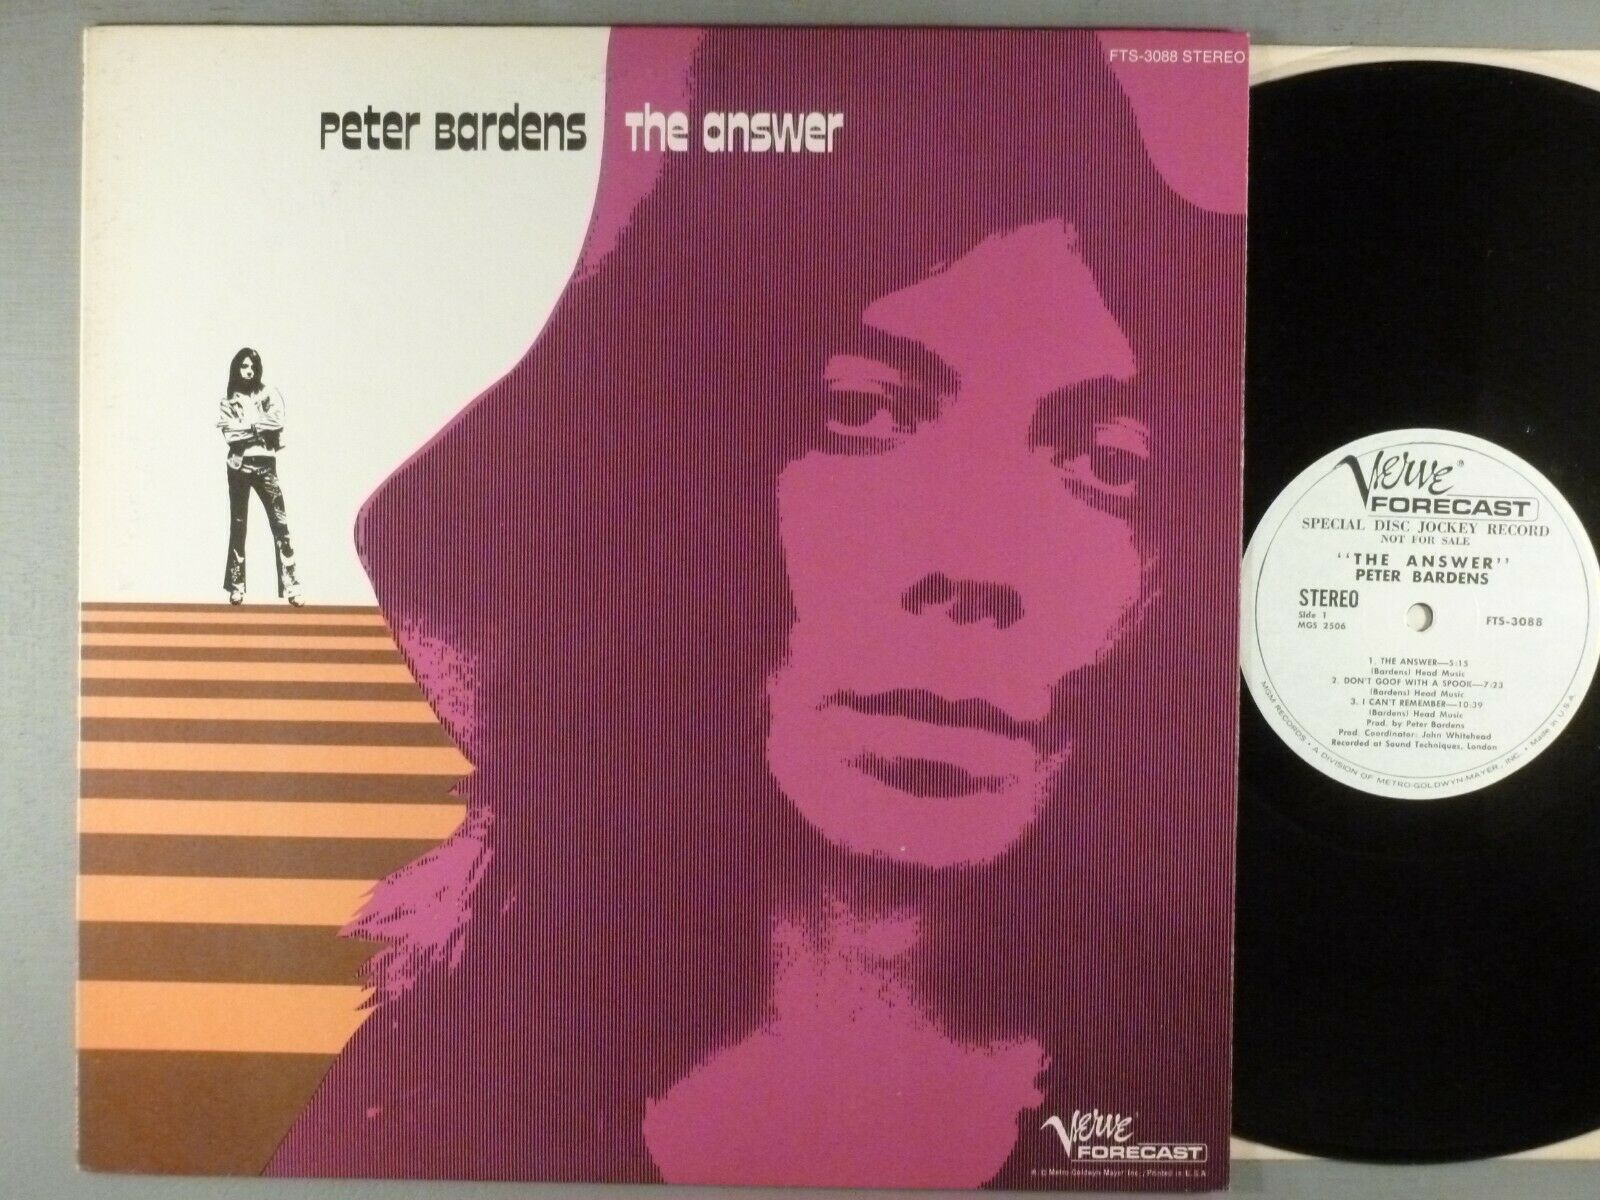 FTS-3088 STEREO
Peter Bardens The answer
Verve
FORECAST
℗ © Metro-Goldwyn-Mayer Inc., Printed in U.S.A.
Verve®
FORECAST
SPECIAL DISC JOCKEY RECORD
NOT FOR SALE
"THE ANSWER"
PETER BARDENS
STEREO
Side 1
MGS 2506
FTS-3088
1. THE ANSWER—5:15
(Bardens) Head Music
2. DON'T GOOF WITH A SPOOK—7:23
(Bardens) Head Music
3. I CAN'T REMEMBER—10:39
(Bardens) Head Music
Prod. by Peter Bardens
Prod. Coordinator: John Whitehead
Recorded at Sound Techniques, London
MGM RECORDS • A DIVISION OF METRO-GOLDWYN-MAYER, INC. • Made in U.S.A